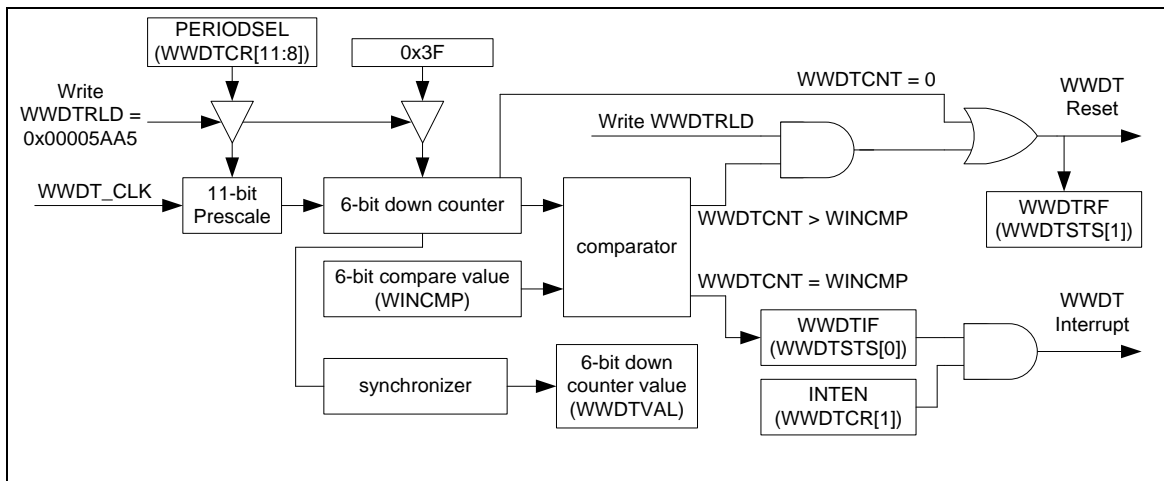 PERIODSEL
(WWDTCR[11:8])
0x3F
Write
WWDTRLD =
0x00005AA5
WWDTCNT = 0
WWDT
Reset
Write WWDTRLD
WWDT_CLK
11-bit
Prescale
6-bit down counter
comparator
WWDTCNT > WINCMP
WWDTRF
(WWDTSTS[1])
6-bit compare value
(WINCMP)
WWDTCNT = WINCMP
WWDTIF
(WWDTSTS[0])
WWDT
Interrupt
synchronizer
6-bit down
counter value
(WWDTVAL)
INTEN
(WWDTCR[1])